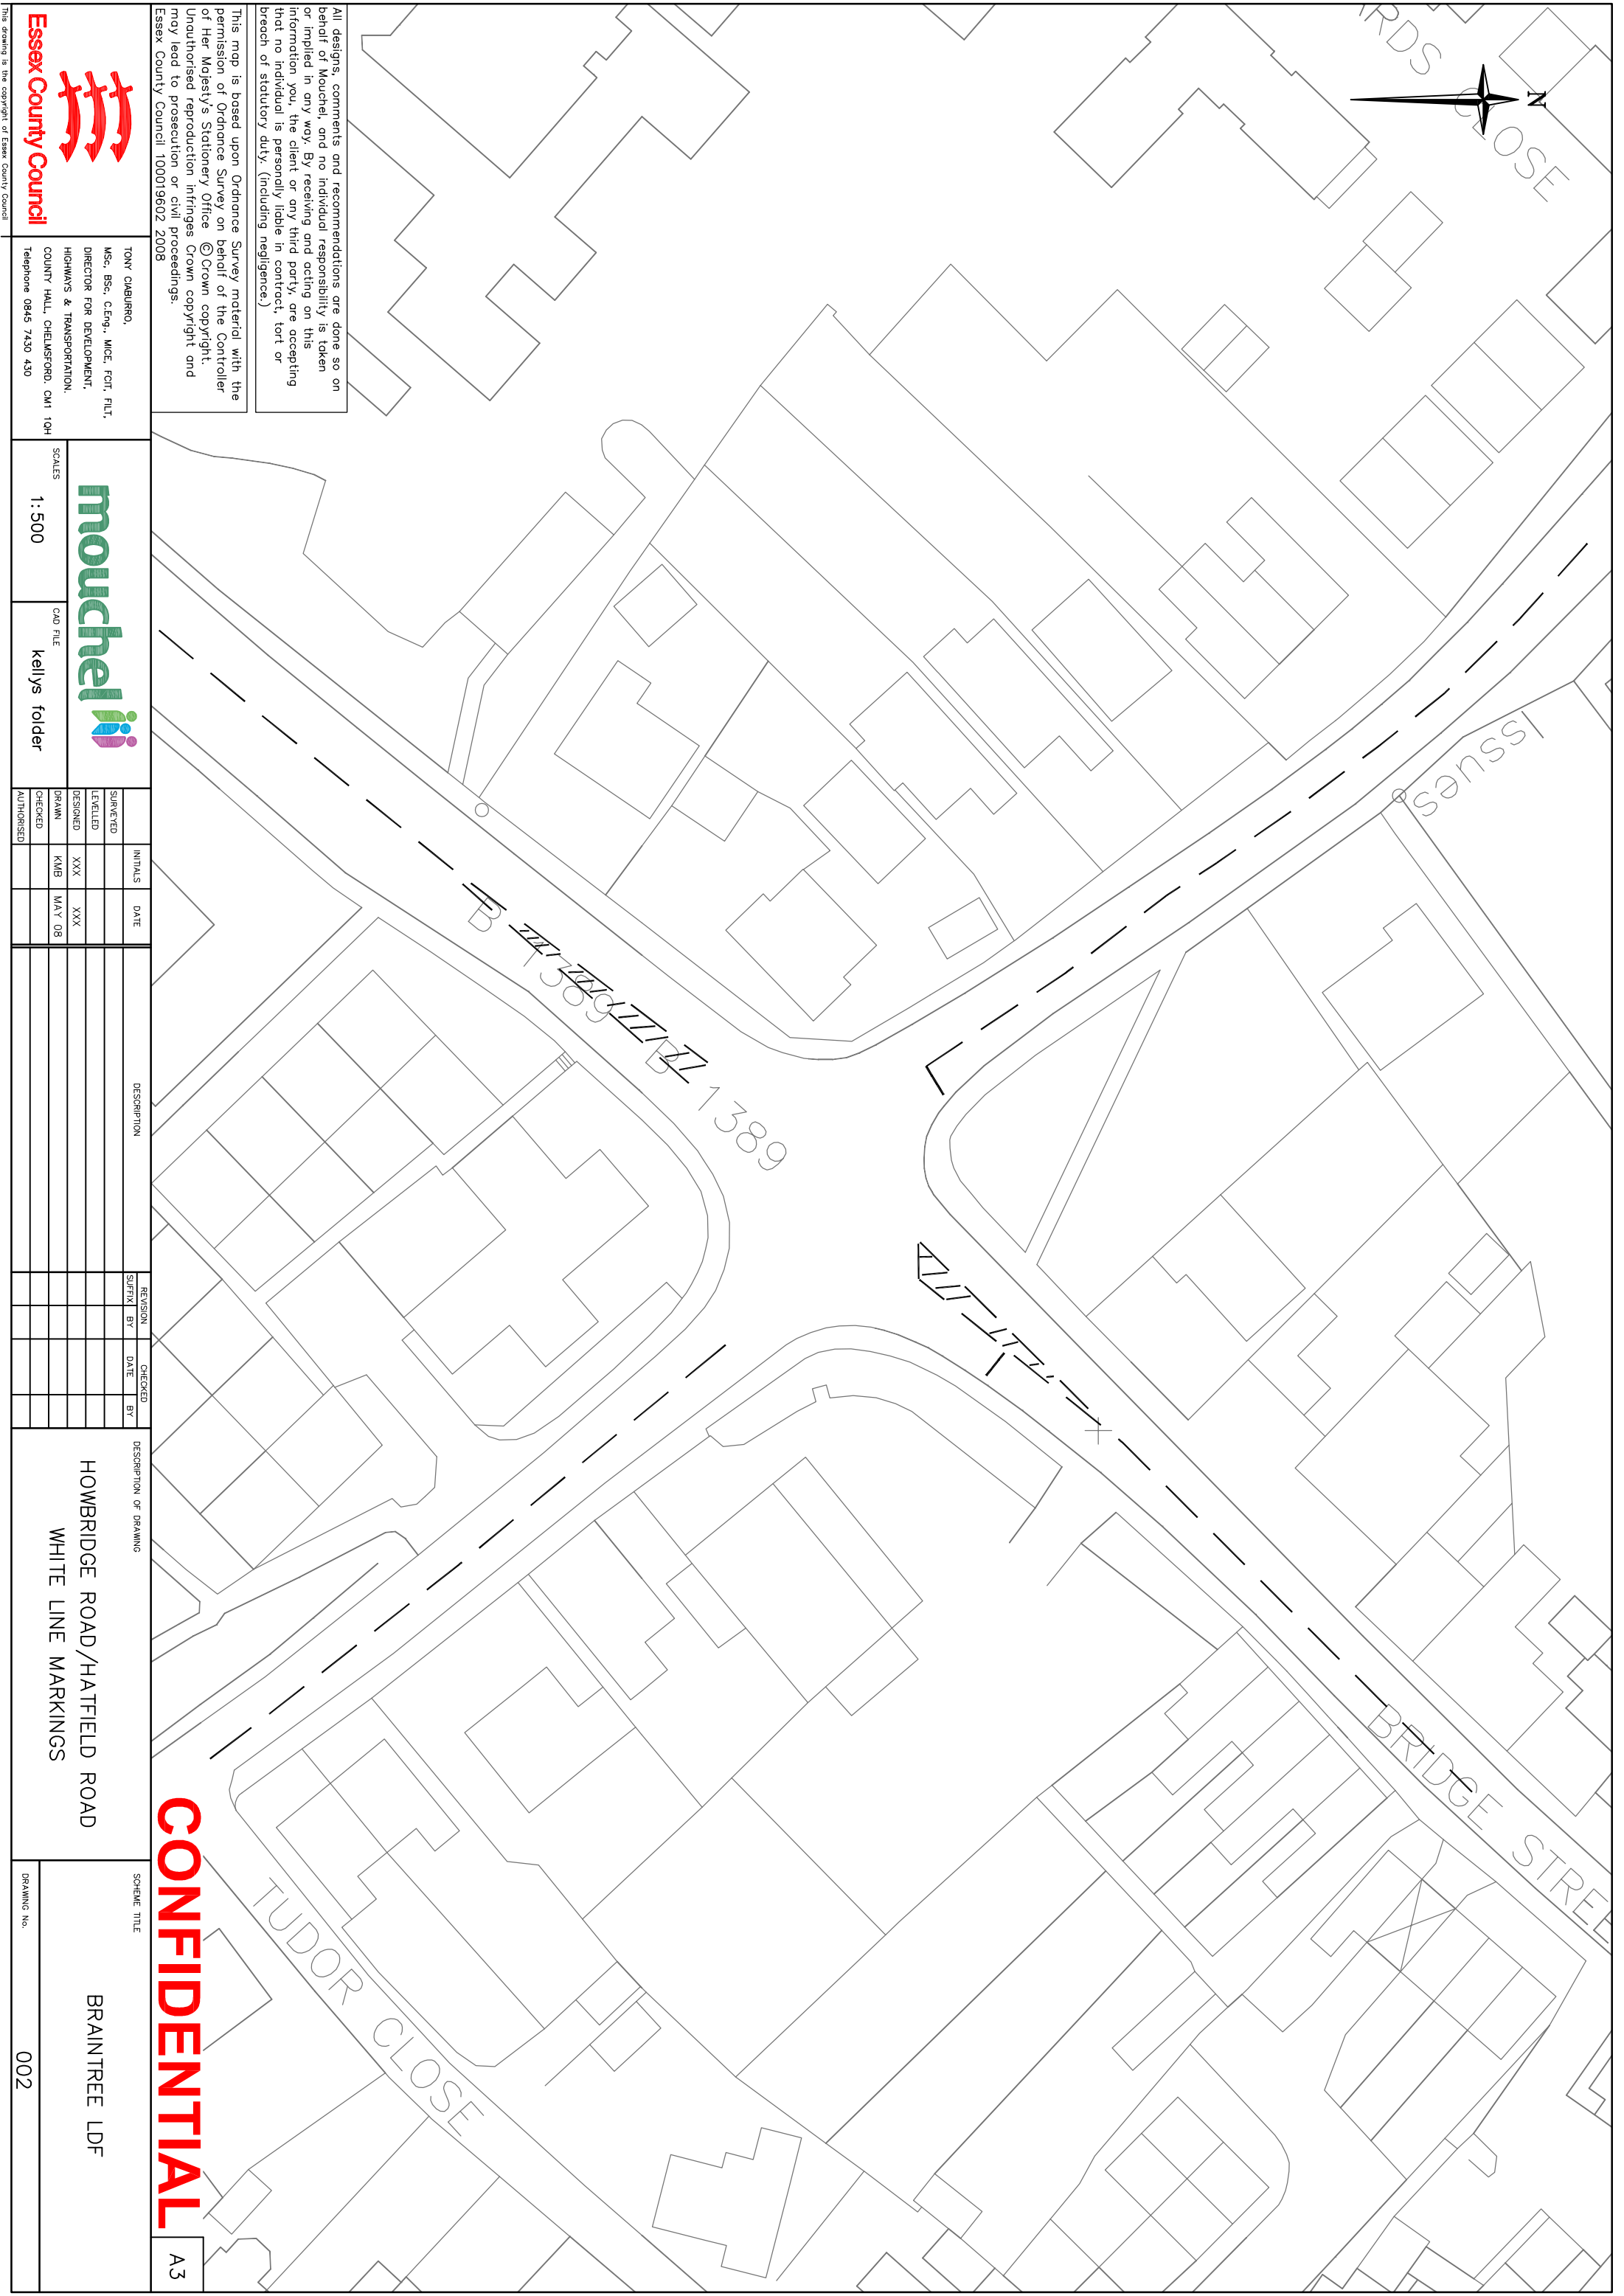 RDS
CLOSE
N
Issues
B 1389
B 1389
BRIDGE STREE
TUDOR CLOSE
All designs, comments and recommendations are done so on
behalf of Mouchel, and no individual responsibility is taken
or implied in any way. By receiving and acting on this
information you, the client or any third party, are accepting
that no individual is personally liable in contract, tort or
breach of statutory duty. (including negligence.)
This map is based upon Ordnance Survey material with the
permission of Ordnance Survey on behalf of the Controller
of Her Majesty's Stationery Office © Crown copyright.
Unauthorised reproduction infringes Crown copyright and
may lead to prosecution or civil proceedings.
Essex County Council 100019602 2008
CONFIDENTIAL
A3
Essex County Council
TONY CIABURRO,
MSc, BSc, C.Eng., MICE, FCIT, FILT,
DIRECTOR FOR DEVELOPMENT,
HIGHWAYS & TRANSPORTATION.
COUNTY HALL, CHELMSFORD. CM1 1QH
Telephone 0845 7430 430
mouchel
SCALES
1:500
CAD FILE
kellys folder
INITIALS DATE
SURVEYED
LEVELLED
DESIGNED XXX XXX
DRAWN KMB MAY 08
CHECKED
AUTHORISED
DESCRIPTION
REVISION CHECKED
SUFFIX BY DATE BY
DESCRIPTION OF DRAWING
HOWBRIDGE ROAD/HATFIELD ROAD
WHITE LINE MARKINGS
SCHEME TITLE
BRAINTREE LDF
DRAWING No.
002
This drawing is the copyright of Essex County Council